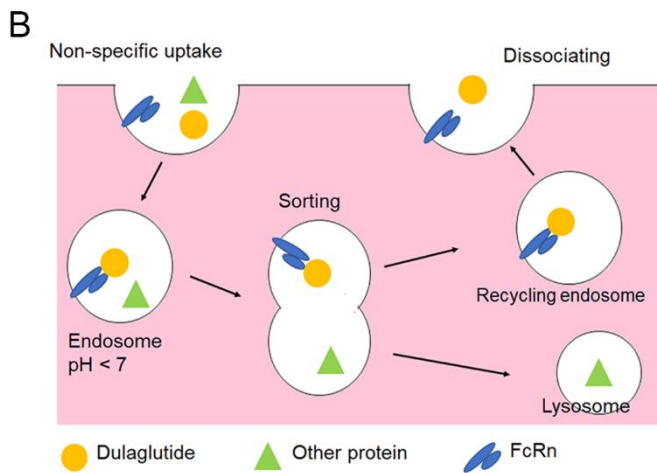 B
Non-specific uptake
Dissociating
Sorting
Endosome
pH < 7
Recycling endosome
Lysosome
Dulaglutide
Other protein
FcRn